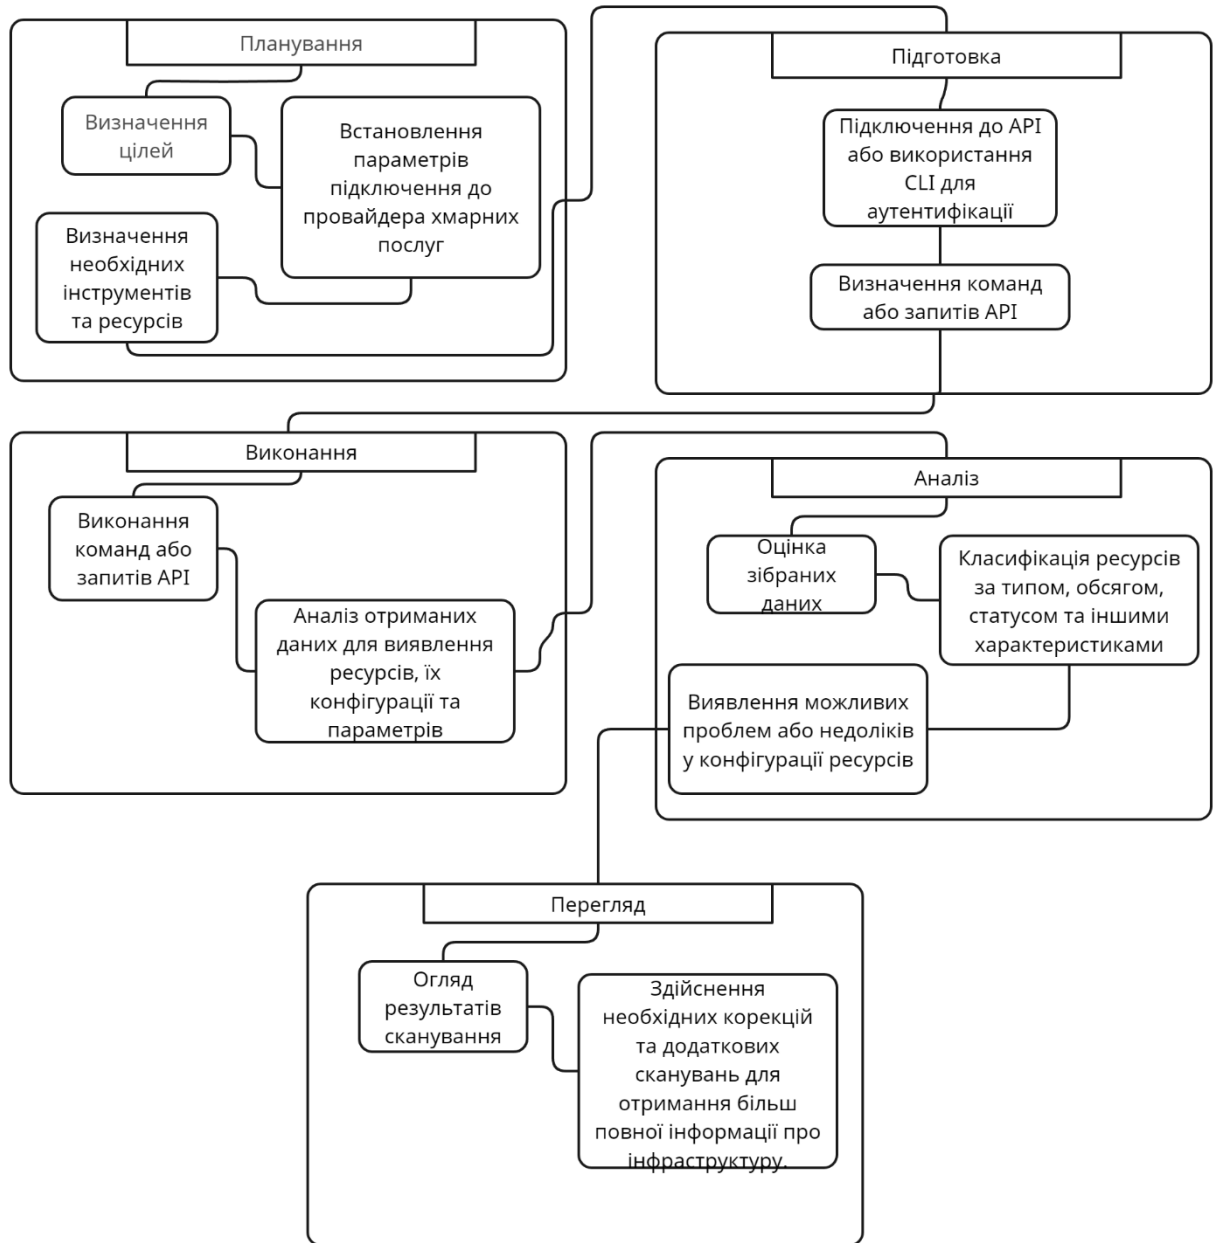 Планування
Визначення
цілей
Встановлення
параметрів
підключення до
провайдера хмарних
послуг
Визначення
необхідних
інструментів
та ресурсів
Підготовка
Підключення до API
або використання
CLI для
аутентифікації
Визначення команд
або запитів API
Виконання
Виконання
команд або
запитів API
Аналіз отриманих
даних для виявлення
ресурсів, їх
конфігурації та
параметрів
Аналіз
Оцінка
зібраних
даних
Класифікація ресурсів
за типом, обсягом,
статусом та іншими
характеристиками
Виявлення можливих
проблем або недоліків
у конфігурації ресурсів
Перегляд
Огляд
результатів
сканування
Здійснення
необхідних корекцій
та додаткових
сканувань для
отримання більш
повної інформації про
інфраструктуру.